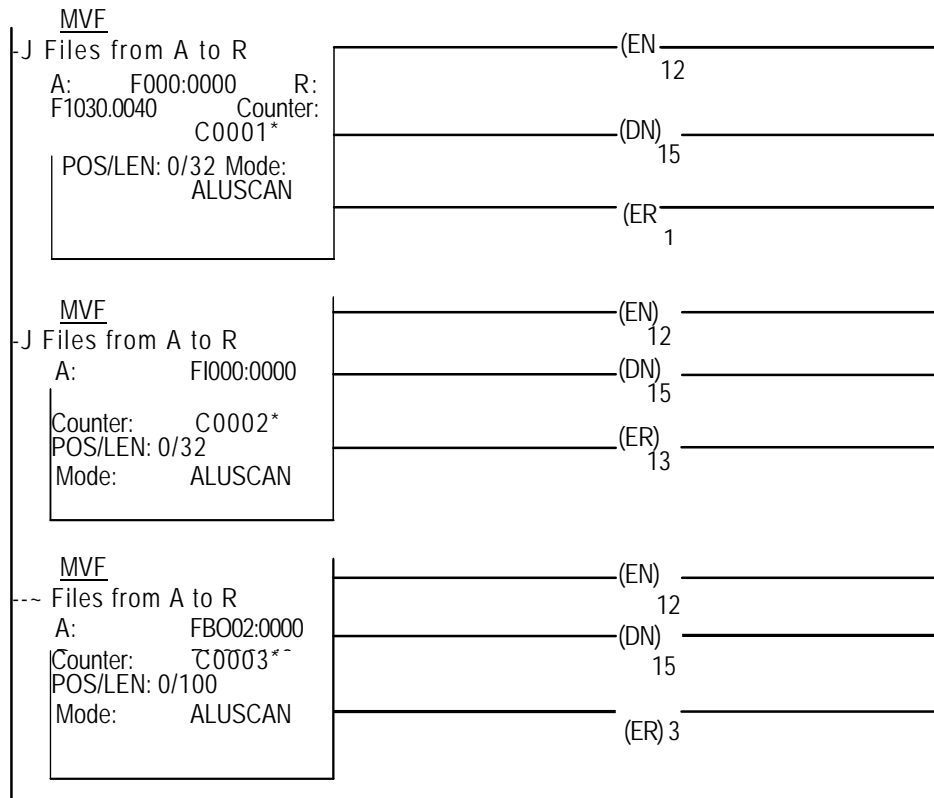 MVF
-J Files from A to R
A: F000:0000 R:
F1030.0040 Counter:
C0001*
POS/LEN: 0/32 Mode:
ALUSCAN
(EN
12
(DN)
15
(ER
1
MVF
-J Files from A to R
A: FI000:0000
Counter: C0002*
POS/LEN: 0/32
Mode: ALUSCAN
(EN)
12
(DN)
15
(ER)
13
MVF
--~ Files from A to R
A: FBO02:0000
Counter: C0003*
POS/LEN: 0/100
Mode: ALUSCAN
(EN)
12
(DN)
15
(ER) 3